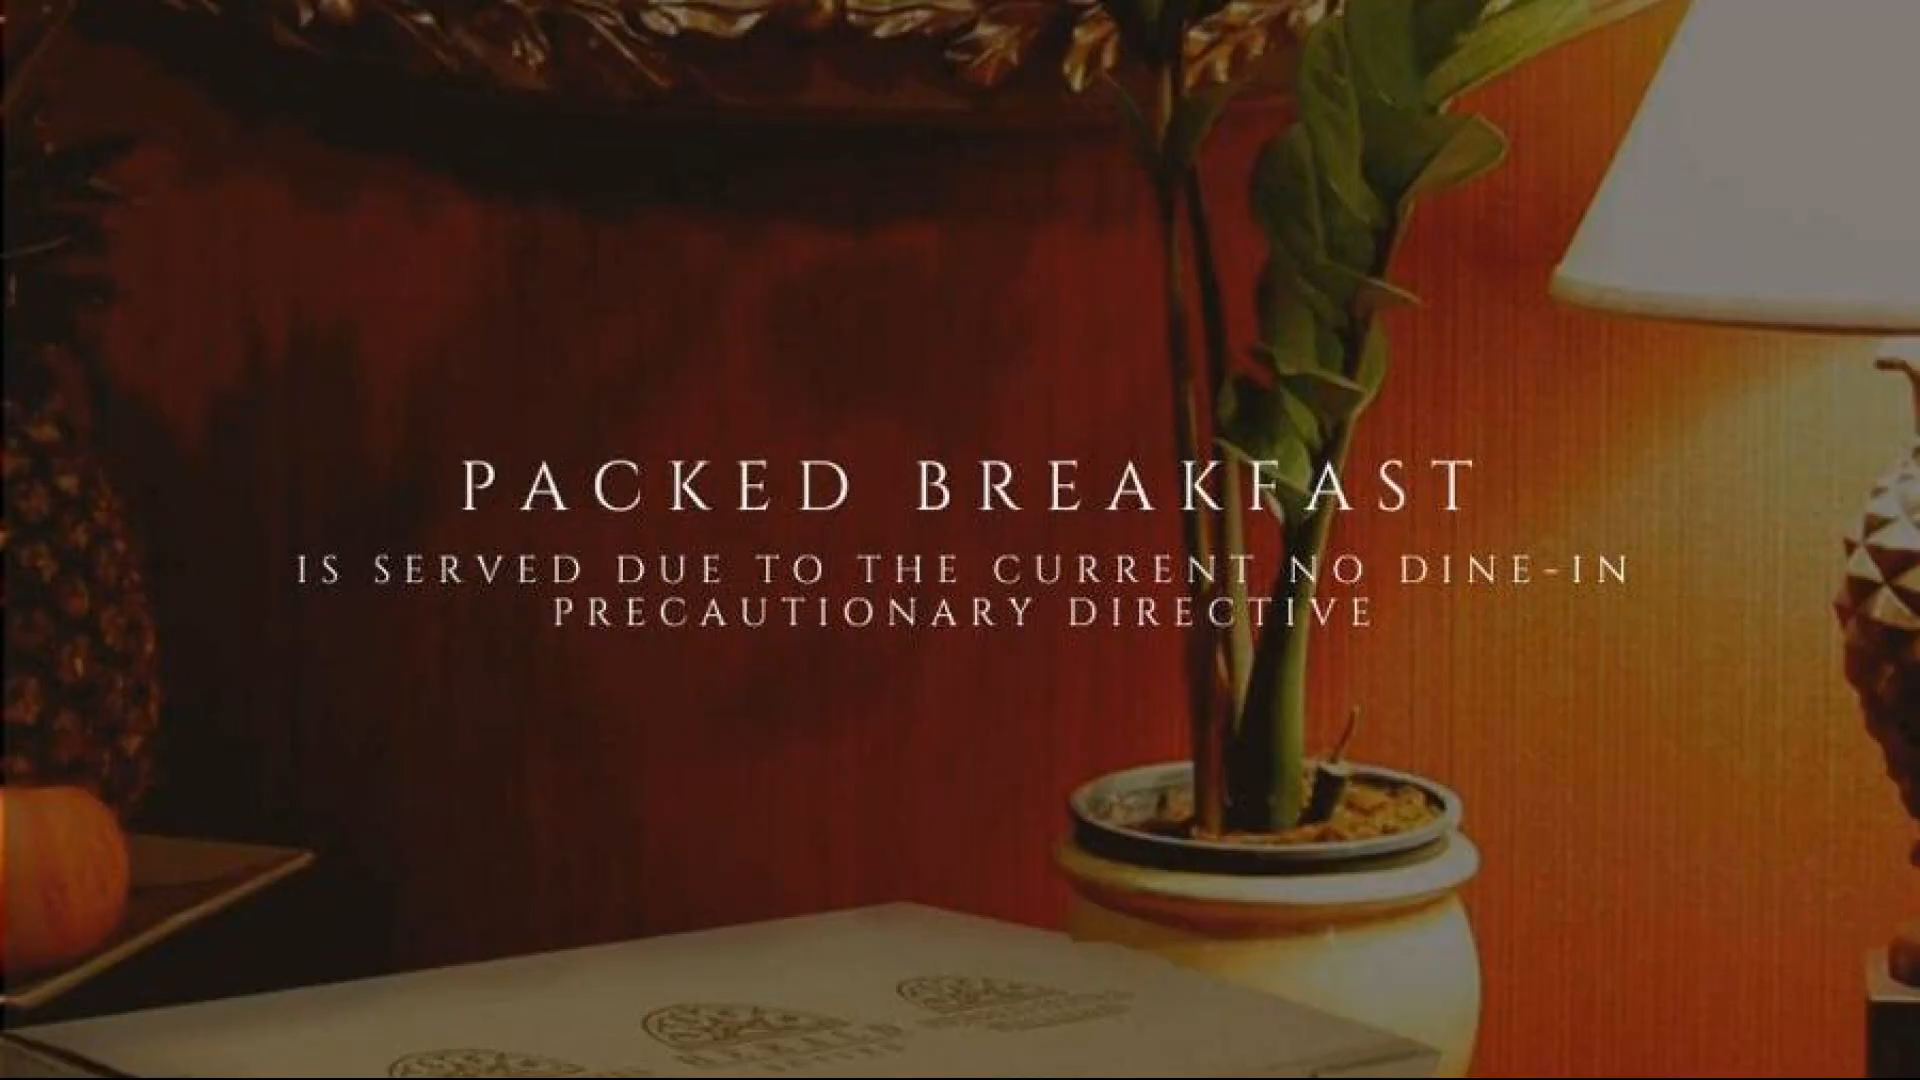 PACKED BREAKFAST
IS SERVED DUE TO THE CURRENT NO DINE-IN
PRECAUTIONARY DIRECTIVE